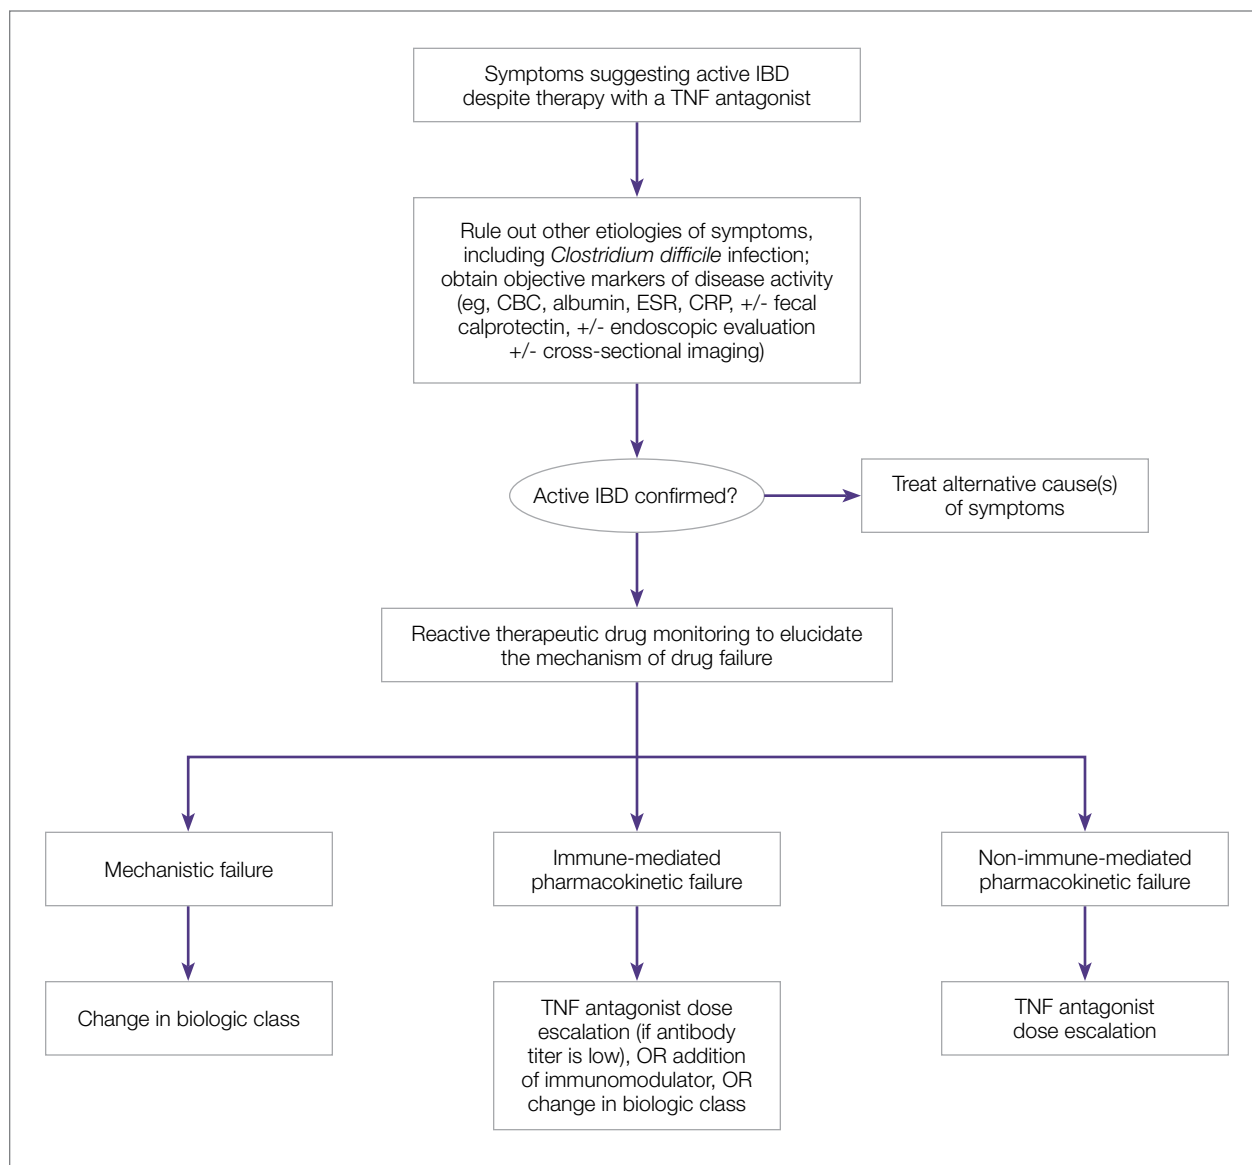 Symptoms suggesting active IBD
despite therapy with a TNF antagonist
Rule out other etiologies of symptoms,
including Clostridium difficile infection;
obtain objective markers of disease activity
(eg, CBC, albumin, ESR, CRP, +/- fecal
calprotectin, +/- endoscopic evaluation
+/- cross-sectional imaging)
Active IBD confirmed?
Treat alternative cause(s)
of symptoms
Reactive therapeutic drug monitoring to elucidate
the mechanism of drug failure
Mechanistic failure
Immune-mediated
pharmacokinetic failure
Non-immune-mediated
pharmacokinetic failure
Change in biologic class
TNF antagonist dose
escalation (if antibody
titer is low), OR addition
of immunomodulator, OR
change in biologic class
TNF antagonist
dose escalation